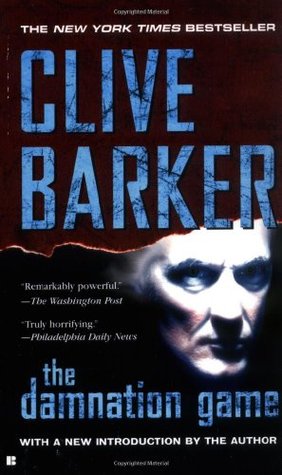 THE NEW YORK TIMES BESTSELLER
CLIVE
BARKER
"Remarkably powerful."
—The Washington Post
"Truly horrifying."
—Philadelphia Daily News
the
damnation game
WITH A NEW INTRODUCTION BY THE AUTHOR
B